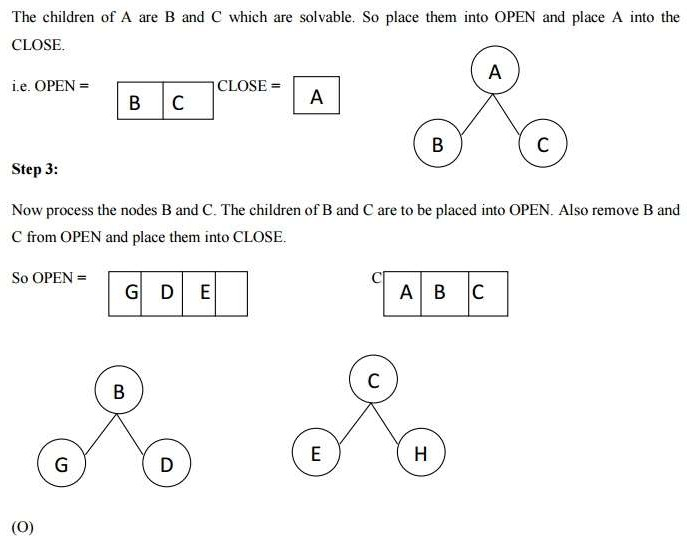 The children of A are B and C which are solvable. So place them into OPEN and place A into the
CLOSE.
i.e. OPEN = B C CLOSE = A
A
B C
Step 3:
Now process the nodes B and C. The children of B and C are to be placed into OPEN. Also remove B and
C from OPEN and place them into CLOSE.
So OPEN = G D E C A B C
B C
G D E H
(O)